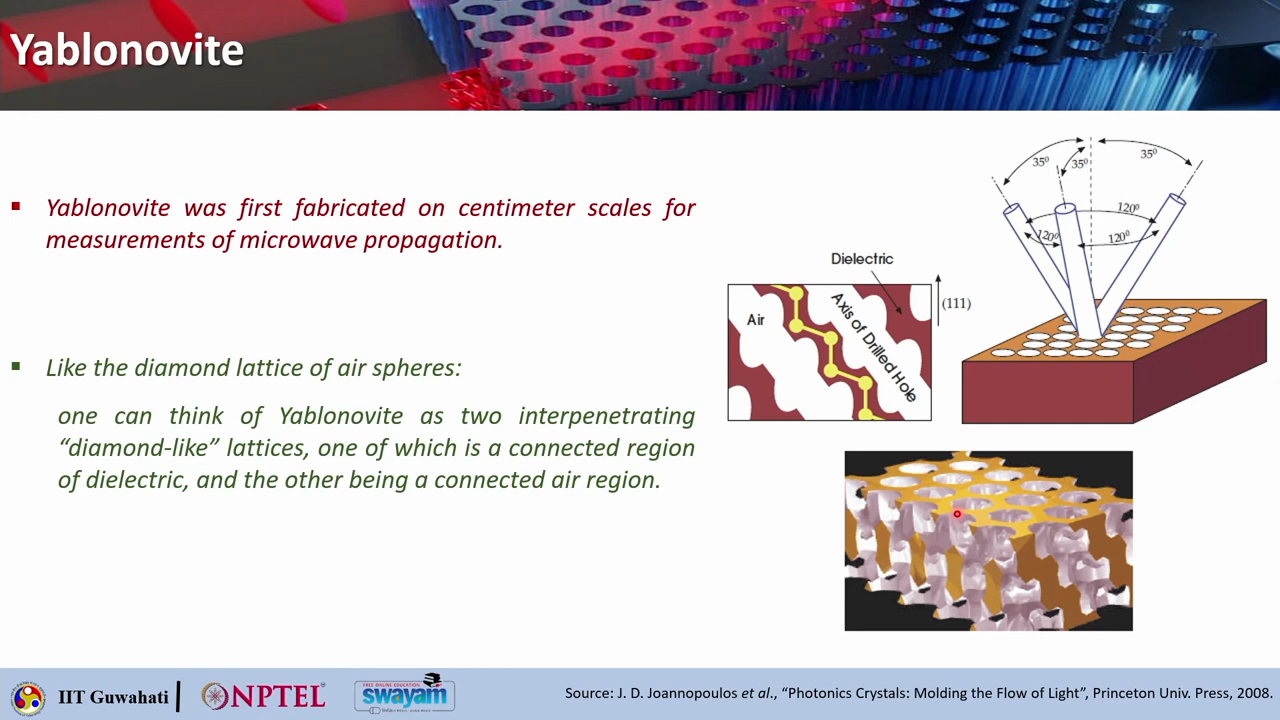 Yablonovite
▪ Yablonovite was first fabricated on centimeter scales for
measurements of microwave propagation.
▪ Like the diamond lattice of air spheres:
one can think of Yablonovite as two interpenetrating
“diamond-like” lattices, one of which is a connected region
of dielectric, and the other being a connected air region.
35⁰
35⁰
35⁰
120⁰
120⁰
120⁰
Dielectric
(111)
Air
Axis of Drilled Hole
IIT Guwahati
NPTEL
FREE ONLINE EDUCATION
swayam
Source: J. D. Joannopoulos et al., “Photonics Crystals: Molding the Flow of Light”, Princeton Univ. Press, 2008.